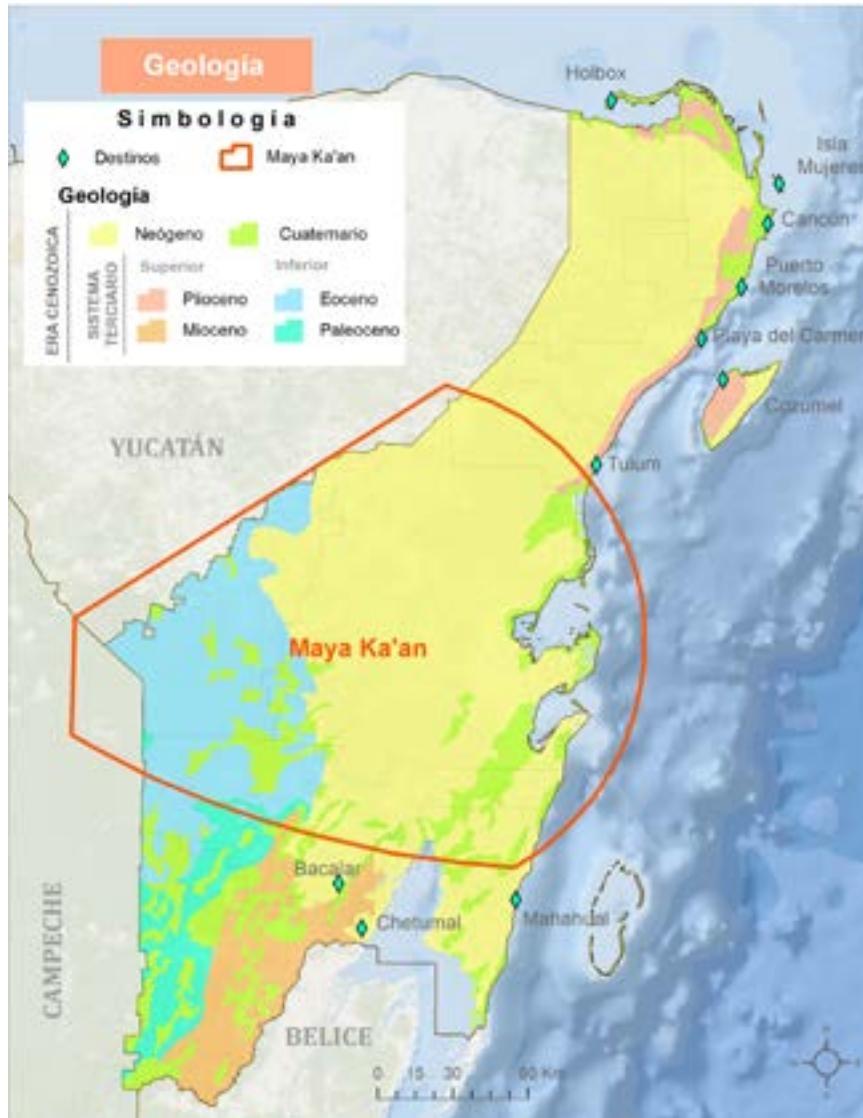 Geología
Simbología
Destinos
Maya Ka'an
Geología
Neógeno
Cuaternario
Superior
Inferior
Plioceno
Eoceno
Mioceno
Paleoceno
ERA CENOZOICA
SISTEMA
TERCIARIO
Holbox
Isla
Mujeres
Cancún
Puerto
Morelos
Playa del Carmen
Cozumel
Tulum
YUCATÁN
Maya Ka'an
Bacalar
Chetumal
Mahahual
CAMPECHE
BELICE
0 15 30 60 Km